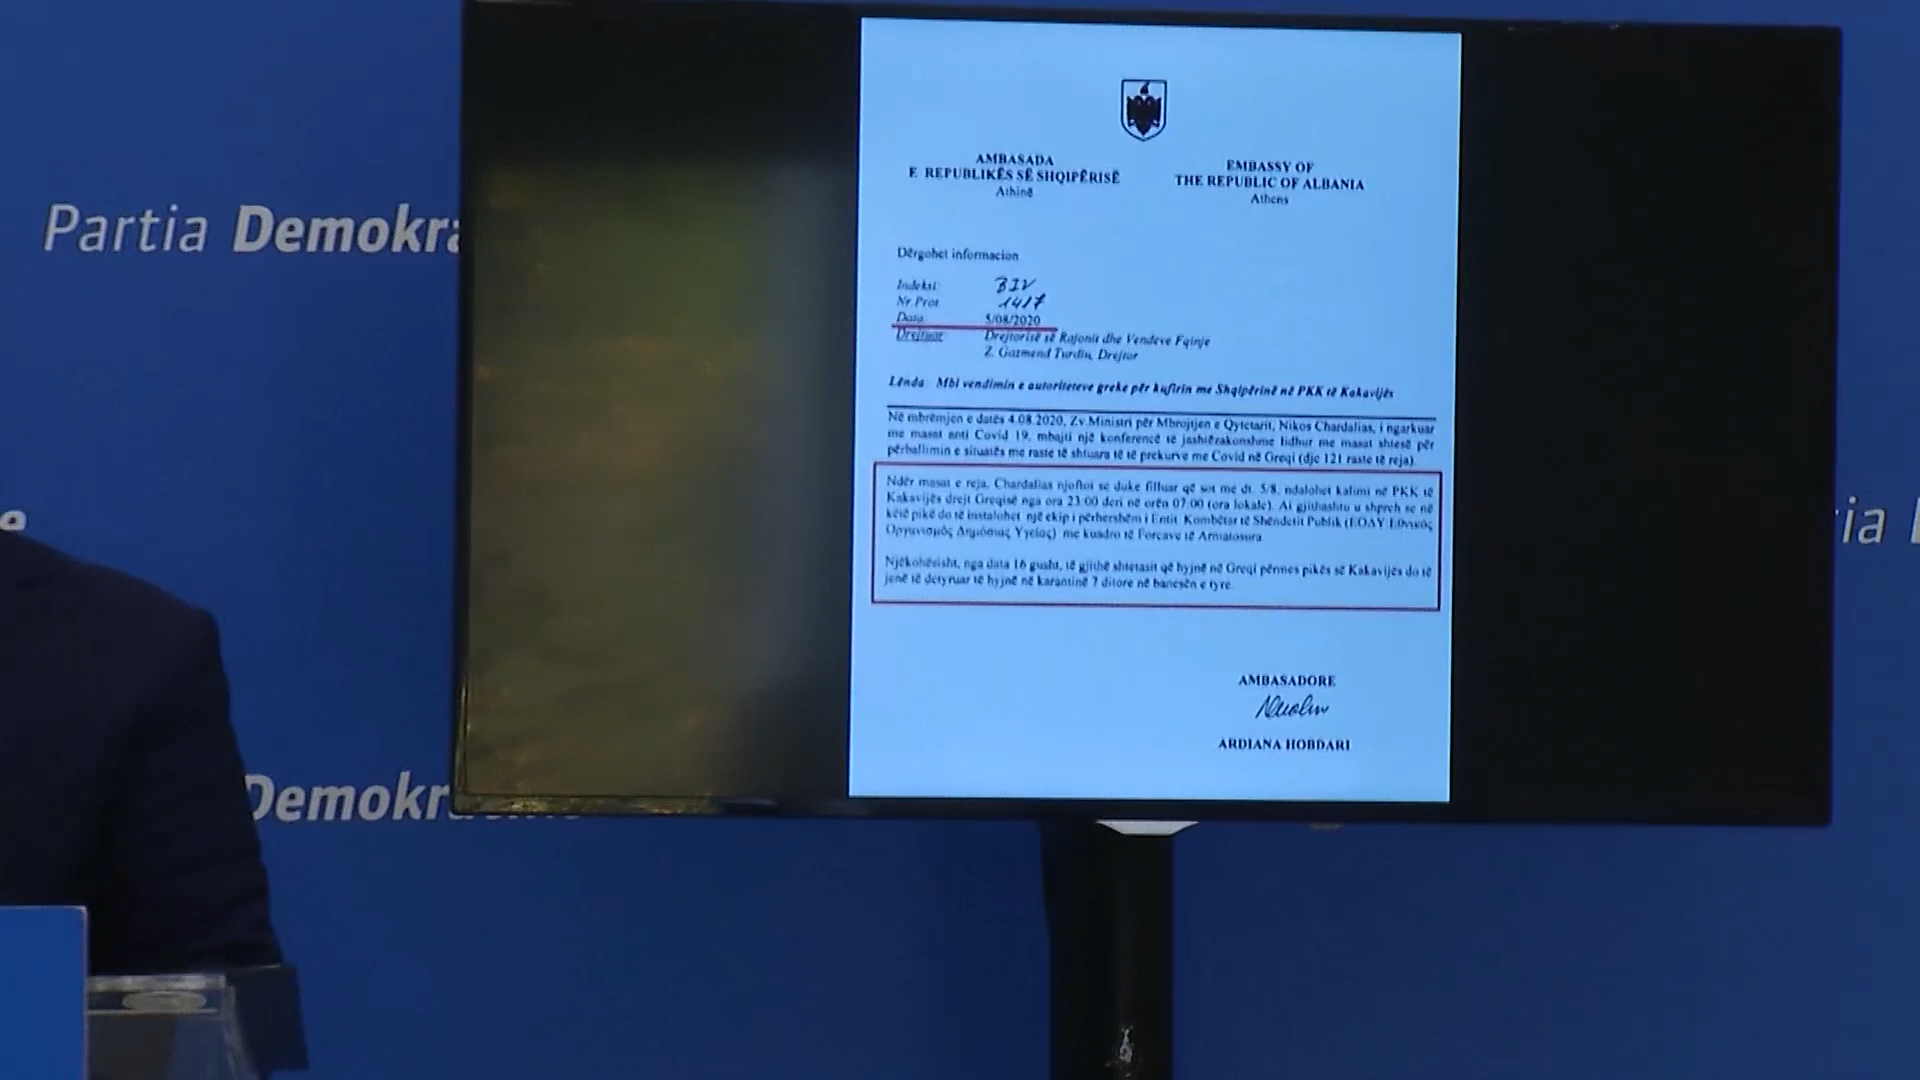 Partia Demokra
AMBASADA
E REPUBLIKËS SË SHQIPËRISË
Athinë
EMBASSY OF
THE REPUBLIC OF ALBANIA
Athens
Dërgohet informacion
Indeksi: BIV
Nr Prot 1417
Data: 5/08/2020
Drejtuar: Drejtorisë së Rajonit dhe Vendeve Fqinje
Z. Gazmend Turdiu, Drejtor
Lënda: Mbi vendimin e autoriteteve greke për kufirin me Shqipërinë në PKK të Kakavijës
Në mbrëmjen e datës 4.08.2020, Zv.Ministri për Mbrojtjen e Qytetarit, Nikos Chardalias, i ngarkuar
me masat anti Covid 19, mbajti një konferencë të jashtëzakonshme lidhur me masat shtesë për
përballimin e situatës me raste të shtuara të të prekurve me Covid në Greqi (dje 121 raste të reja).
Ndër masat e reja, Chardalias njoftoi se duke filluar që sot me dt. 5/8, ndalohet kalimi në PKK të
Kakavijës drejt Greqisë nga ora 23:00 deri në orën 07:00 (ora lokale). Ai gjithashtu u shpreh se në
këtë pikë do të instalohet një ekip i përhershëm i Entit Kombëtar të Shëndetit Publik (ΕΟΔΥ-Εθνικός
Οργανισμός Δημόσιας Υγείας) me kuadro të Forcave të Armatosura.
Njëkohësisht, nga data 16 gusht, të gjithë shtetasit që hyjnë në Greqi përmes pikës së Kakavijës do të
jenë të detyruar të hyjnë në karantinë 7 ditore në banesën e tyre.
AMBASADORE
ARDIANA HOBDARI
e
ia
Demokr